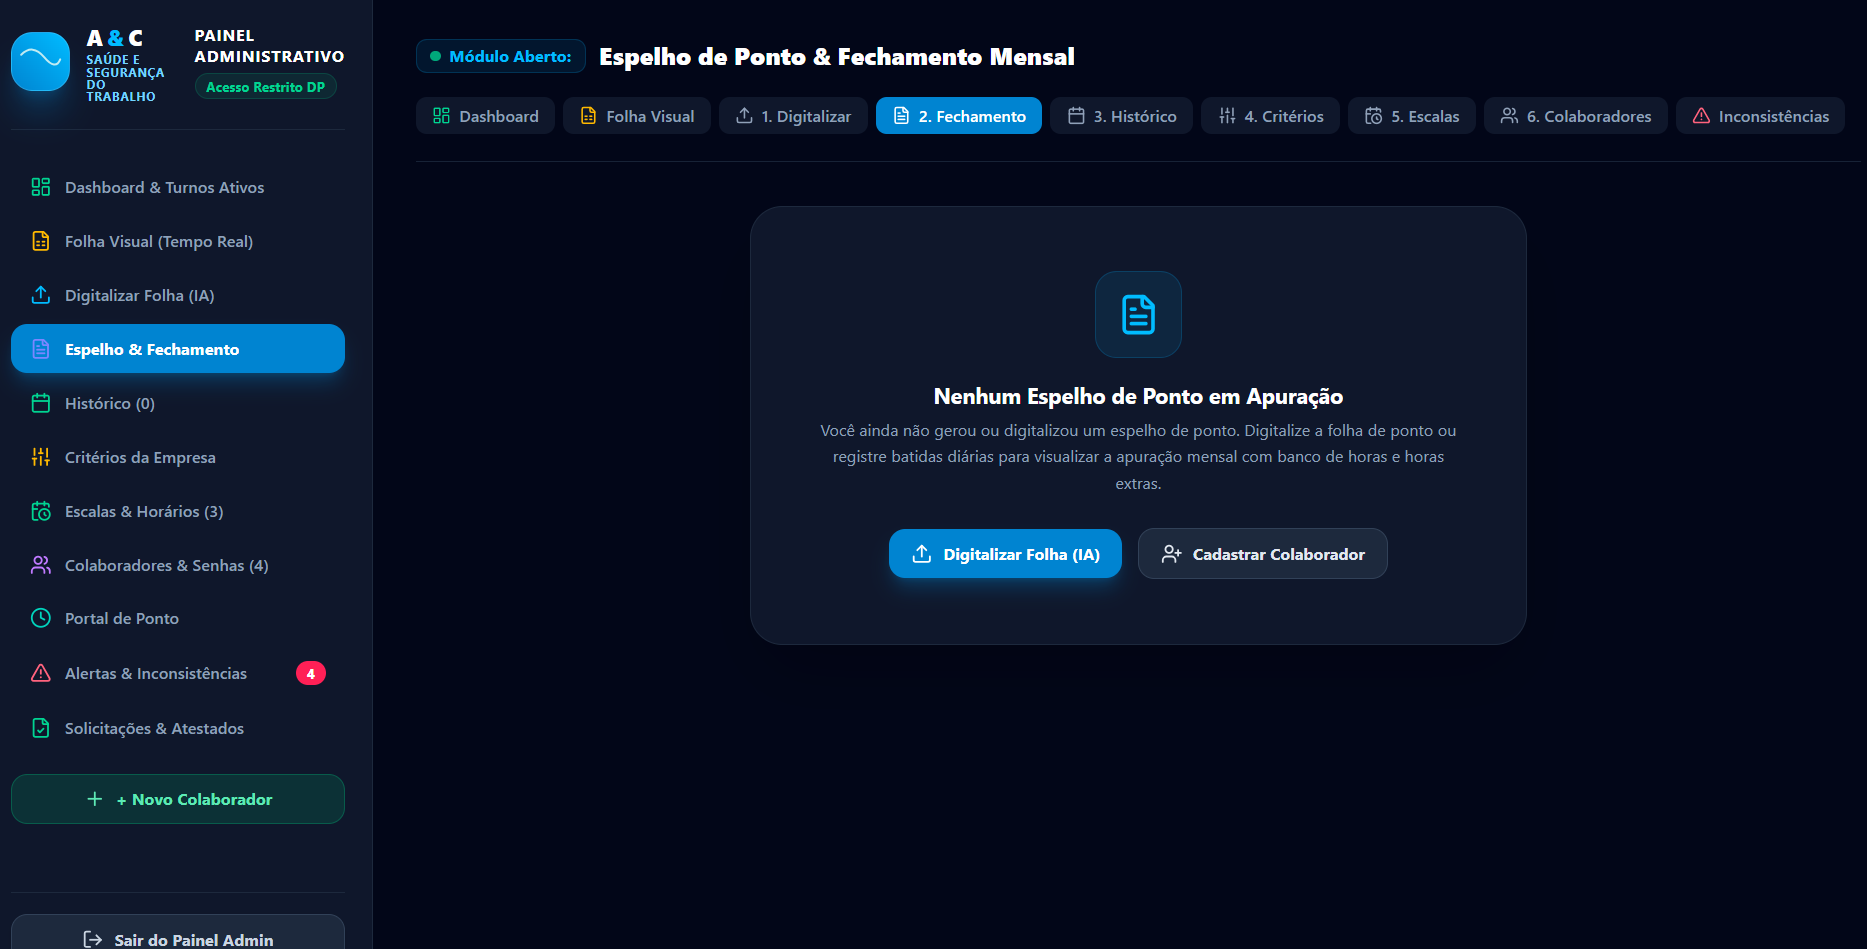 A & C
SAÚDE E
SEGURANÇA
DO
TRABALHO
PAINEL
ADMINISTRATIVO
Acesso Restrito DP
Dashboard & Turnos Ativos
Folha Visual (Tempo Real)
Digitalizar Folha (IA)
Espelho & Fechamento
Histórico (0)
Critérios da Empresa
Escalas & Horários (3)
Colaboradores & Senhas (4)
Portal de Ponto
Alertas & Inconsistências 4
Solicitações & Atestados
+ Novo Colaborador
Sair do Painel Admin
Módulo Aberto: Espelho de Ponto & Fechamento Mensal
Dashboard Folha Visual 1. Digitalizar 2. Fechamento 3. Histórico 4. Critérios 5. Escalas 6. Colaboradores Inconsistências
Nenhum Espelho de Ponto em Apuração
Você ainda não gerou ou digitalizou um espelho de ponto. Digitalize a folha de ponto ou
registre batidas diárias para visualizar a apuração mensal com banco de horas e horas
extras.
Digitalizar Folha (IA) Cadastrar Colaborador